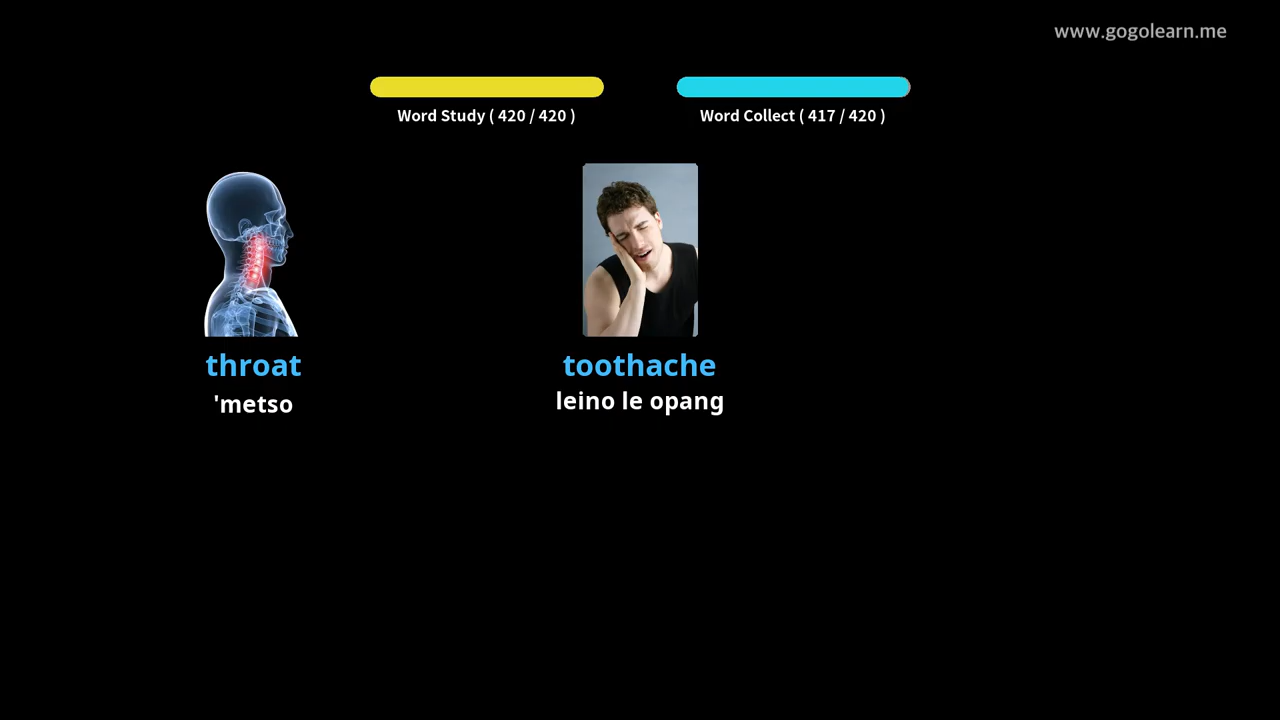 www.gogolearn.me
Word Study ( 420 / 420 )
Word Collect ( 417 / 420 )
throat
'metso
toothache
leino le opang